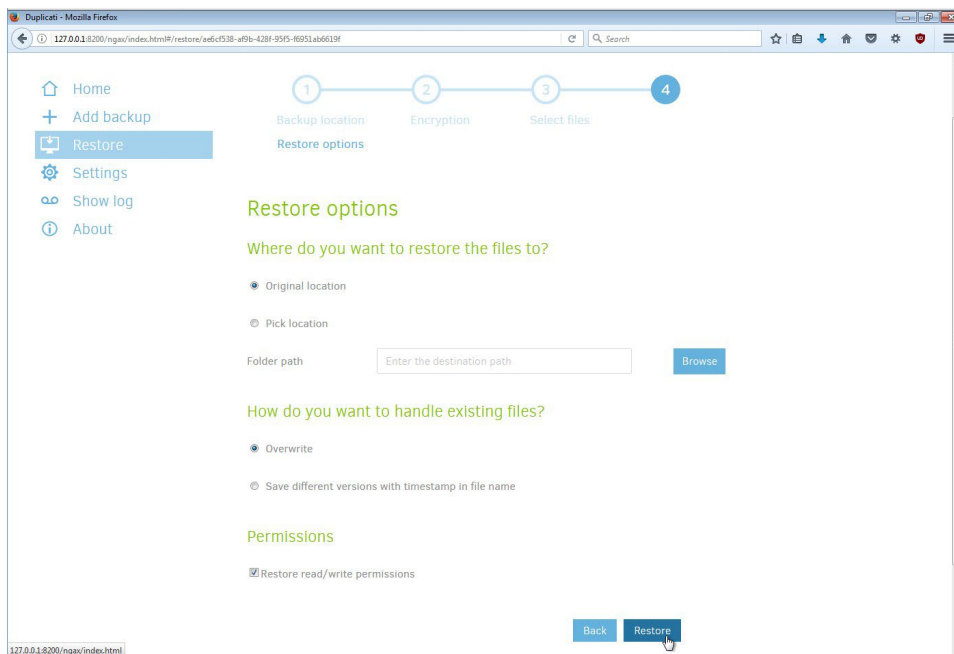 Duplicati - Mozilla Firefox
127.0.0.1:8200/ngax/index.html#/restore/ae6cf538-af9b-428f-95f5-f6951ab6619f
Search
Home
Add backup
Restore
Settings
Show log
About
1 2 3 4
Backup location Encryption Select files
Restore options
Restore options
Where do you want to restore the files to?
Original location
Pick location
Folder path Enter the destination path Browse
How do you want to handle existing files?
Overwrite
Save different versions with timestamp in file name
Permissions
Restore read/write permissions
Back Restore
127.0.0.1:8200/ngax/index.html